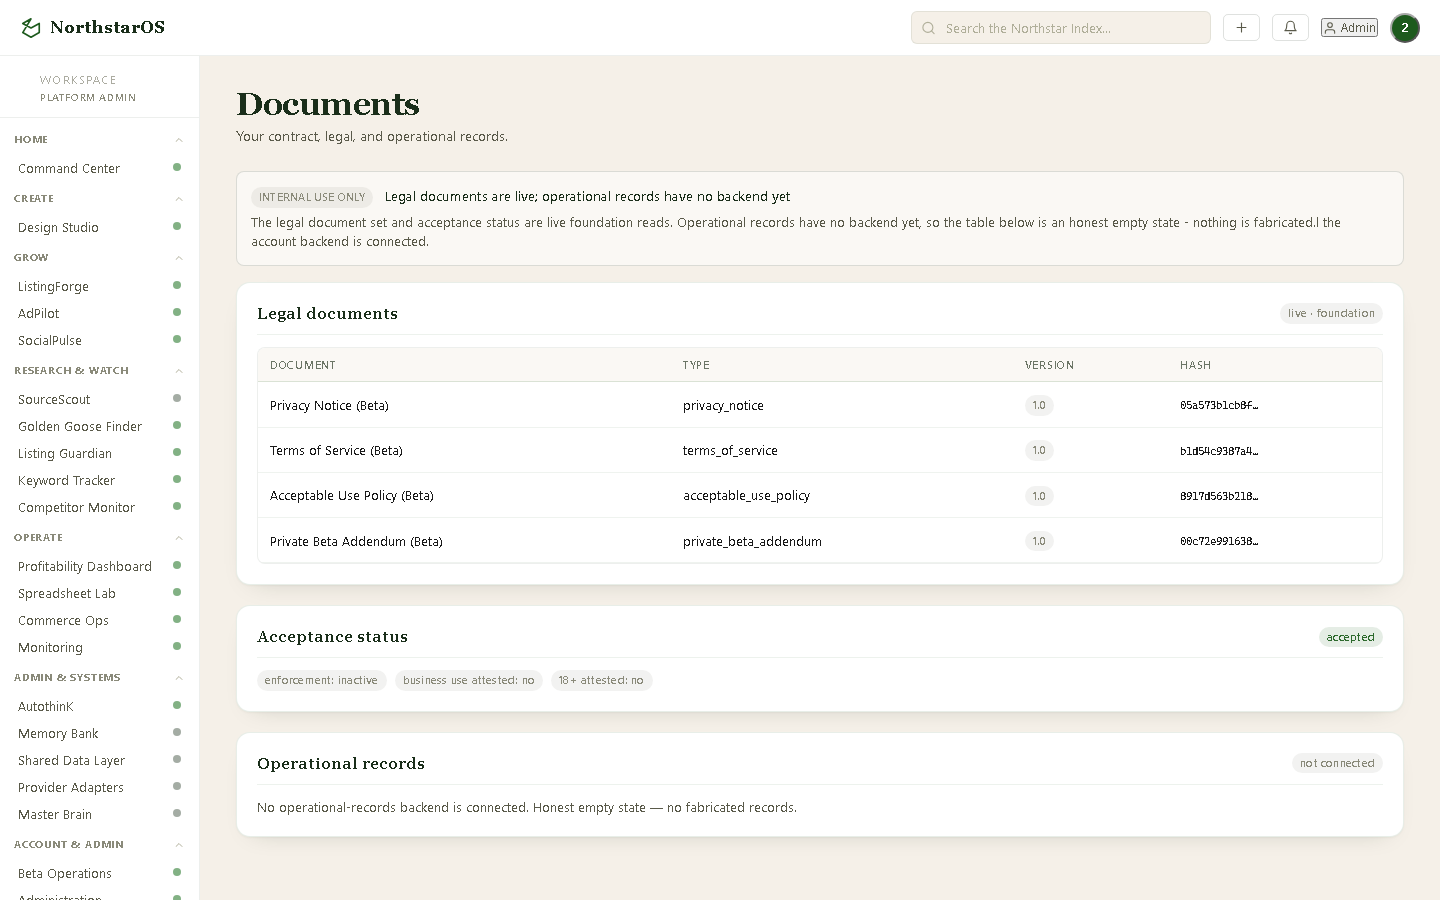 NorthstarOS
Search the Northstar Index...
Admin
2
WORKSPACE
PLATFORM ADMIN
HOME
Command Center
CREATE
Design Studio
GROW
ListingForge
AdPilot
SocialPulse
RESEARCH & WATCH
SourceScout
Golden Goose Finder
Listing Guardian
Keyword Tracker
Competitor Monitor
OPERATE
Profitability Dashboard
Spreadsheet Lab
Commerce Ops
Monitoring
ADMIN & SYSTEMS
AutothinK
Memory Bank
Shared Data Layer
Provider Adapters
Master Brain
ACCOUNT & ADMIN
Beta Operations
Administration
Documents
Your contract, legal, and operational records.
INTERNAL USE ONLY Legal documents are live; operational records have no backend yet
The legal document set and acceptance status are live foundation reads. Operational records have no backend yet, so the table below is an honest empty state - nothing is fabricated.l the
account backend is connected.
Legal documents live · foundation
DOCUMENT TYPE VERSION HASH
Privacy Notice (Beta) privacy_notice 1.0 05a573b1cb8f…
Terms of Service (Beta) terms_of_service 1.0 b1d54c9387a4…
Acceptable Use Policy (Beta) acceptable_use_policy 1.0 8917d563b218…
Private Beta Addendum (Beta) private_beta_addendum 1.0 00c72e991638…
Acceptance status accepted
enforcement: inactive business use attested: no 18+ attested: no
Operational records not connected
No operational-records backend is connected. Honest empty state — no fabricated records.